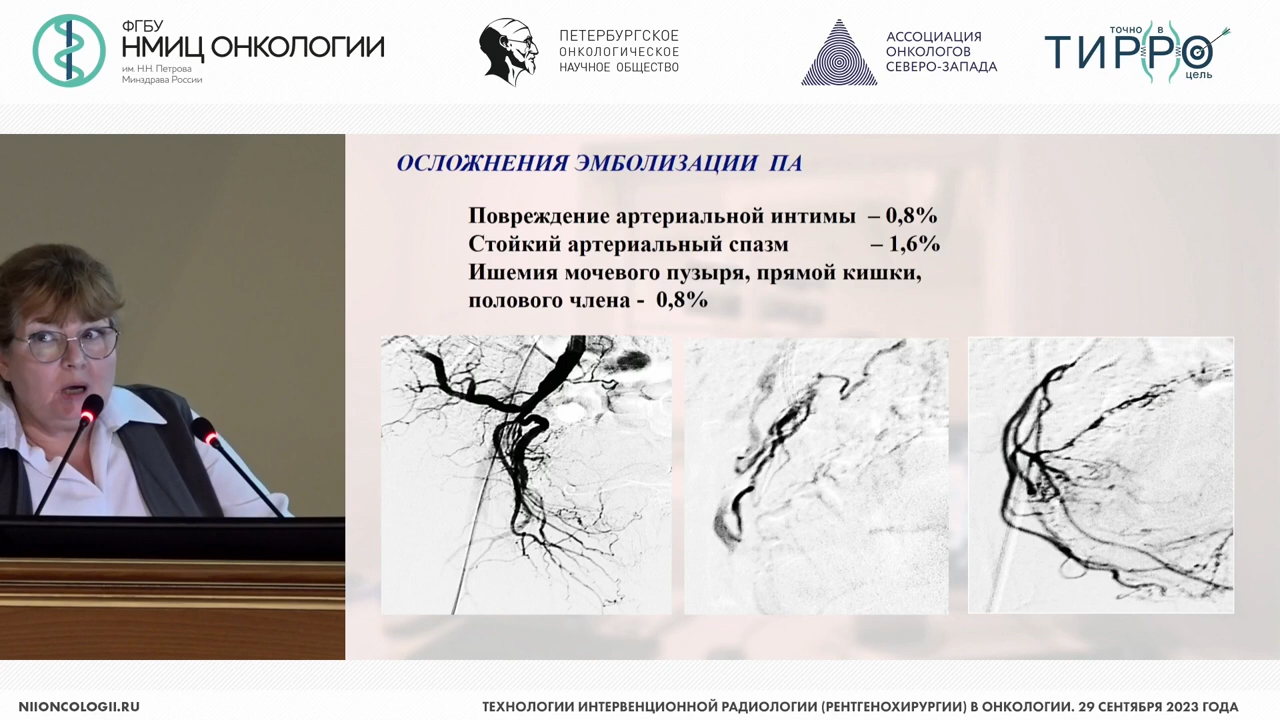 ФГБУ
НМИЦ ОНКОЛОГИИ
им. Н.Н. Петрова
Минздрава России
ПЕТЕРБУРГСКОЕ
ОНКОЛОГИЧЕСКОЕ
НАУЧНОЕ ОБЩЕСТВО
АССОЦИАЦИЯ
ОНКОЛОГОВ
СЕВЕРО-ЗАПАДА
точно в
ТИРРО
цель
ОСЛОЖНЕНИЯ ЭМБОЛИЗАЦИИ ПА
Повреждение артериальной интимы – 0,8%
Стойкий артериальный спазм – 1,6%
Ишемия мочевого пузыря, прямой кишки,
полового члена - 0,8%
NIIONCOLOGII.RU
ТЕХНОЛОГИИ ИНТЕРВЕНЦИОННОЙ РАДИОЛОГИИ (РЕНТГЕНОХИРУРГИИ) В ОНКОЛОГИИ. 29 СЕНТЯБРЯ 2023 ГОДА